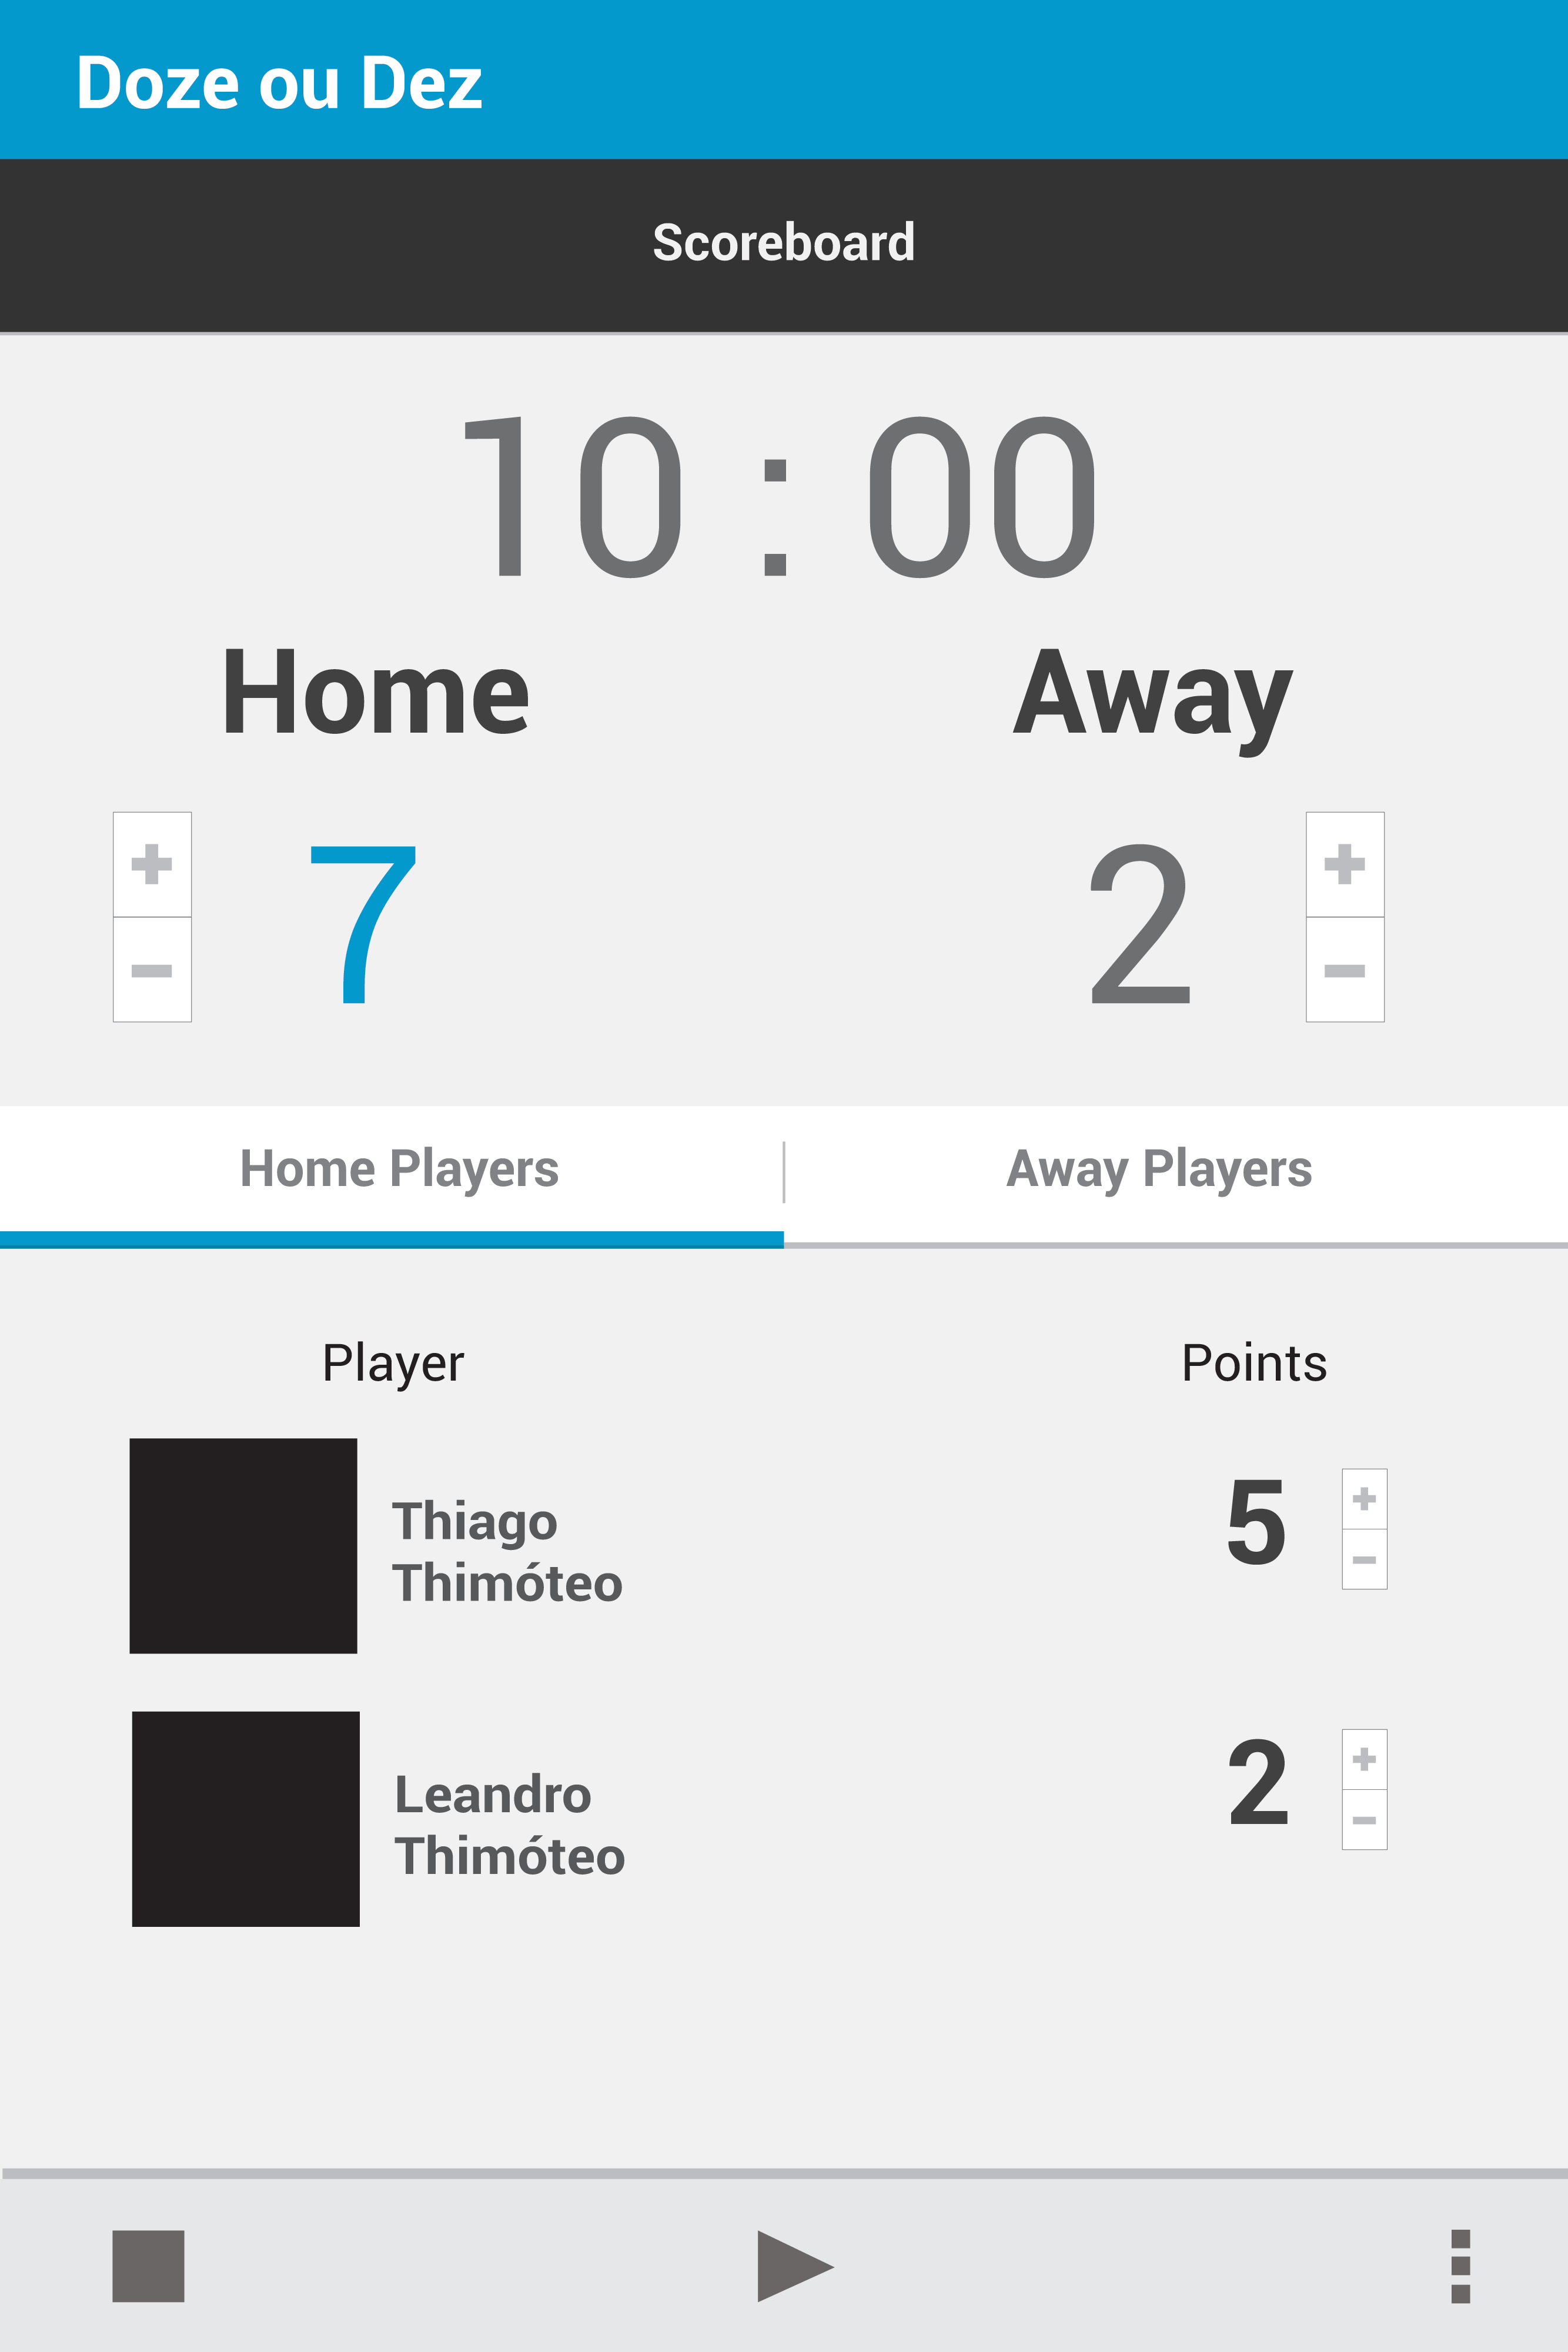 Doze ou Dez
Scoreboard
10 : 00
Home Away
+ 7 2 +
− −
Home Players Away Players
Player Points
Thiago
Thimóteo
5 +
−
Leandro
Thimóteo
2 +
−